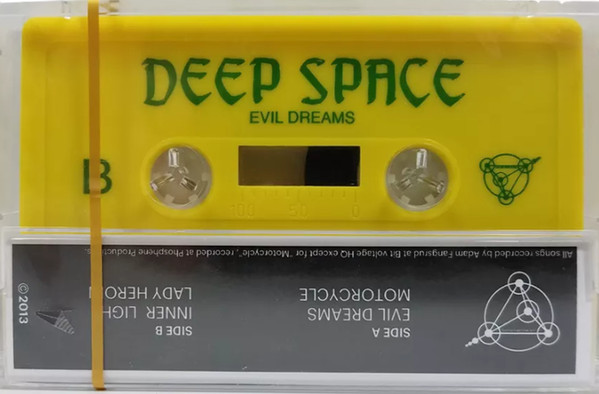 DEEP SPACE
EVIL DREAMS
B
100 50 0
SIDE A
EVIL DREAMS
MOTORCYCLE
SIDE B
INNER LIGHT
LADY HEROIN
All songs recorded by Adam Fangsrud at Bit voltage HQ except for "Motorcycle", recorded at Phosphene Productions.
©2013